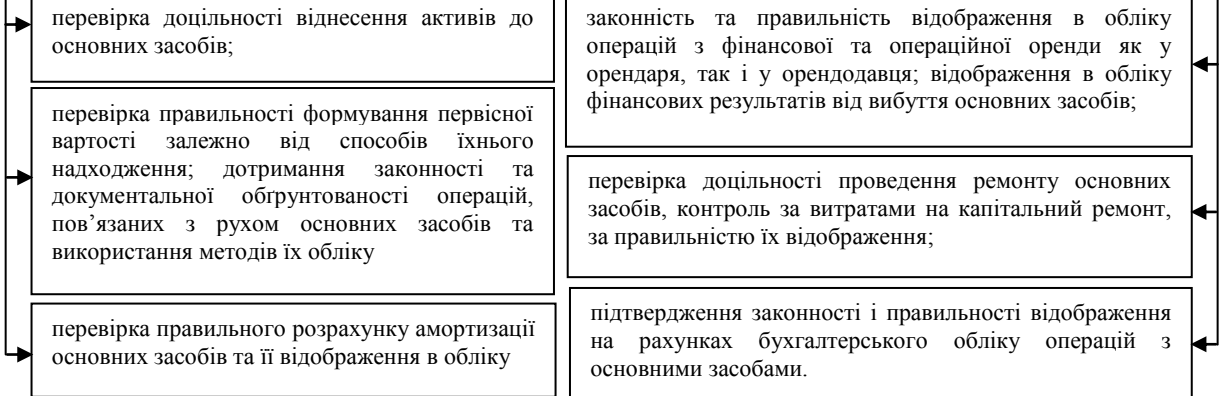 перевірка доцільності віднесення активів до
основних засобів;
перевірка правильності формування первісної
вартості залежно від способів їхнього
надходження; дотримання законності та
документальної обґрунтованості операцій,
пов’язаних з рухом основних засобів та
використання методів їх обліку
перевірка правильного розрахунку амортизації
основних засобів та її відображення в обліку
законність та правильність відображення в обліку
операцій з фінансової та операційної оренди як у
орендаря, так і у орендодавця; відображення в обліку
фінансових результатів від вибуття основних засобів;
перевірка доцільності проведення ремонту основних
засобів, контроль за витратами на капітальний ремонт,
за правильністю їх відображення;
підтвердження законності і правильності відображення
на рахунках бухгалтерського обліку операцій з
основними засобами.